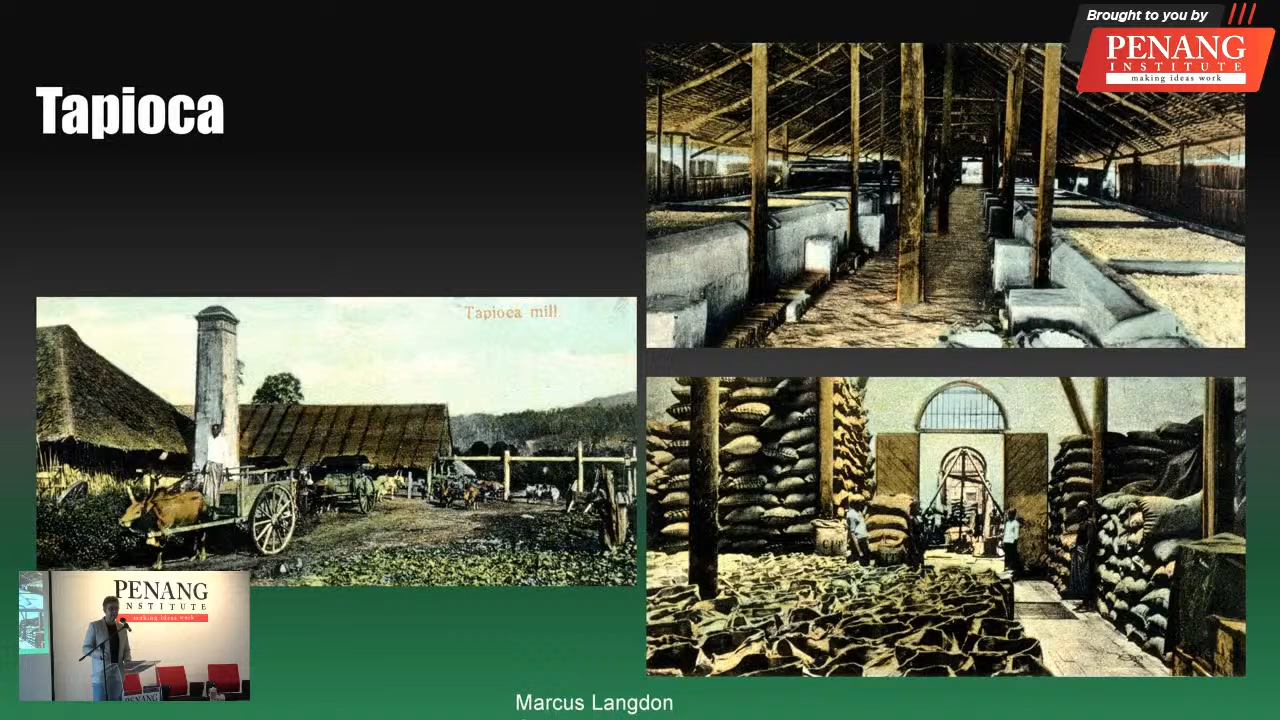 Brought to you by
PENANG
INSTITUTE
making ideas work
Tapioca
Tapioca mill
PENANG
INSTITUTE
making ideas work
PENANG
Marcus Langdon